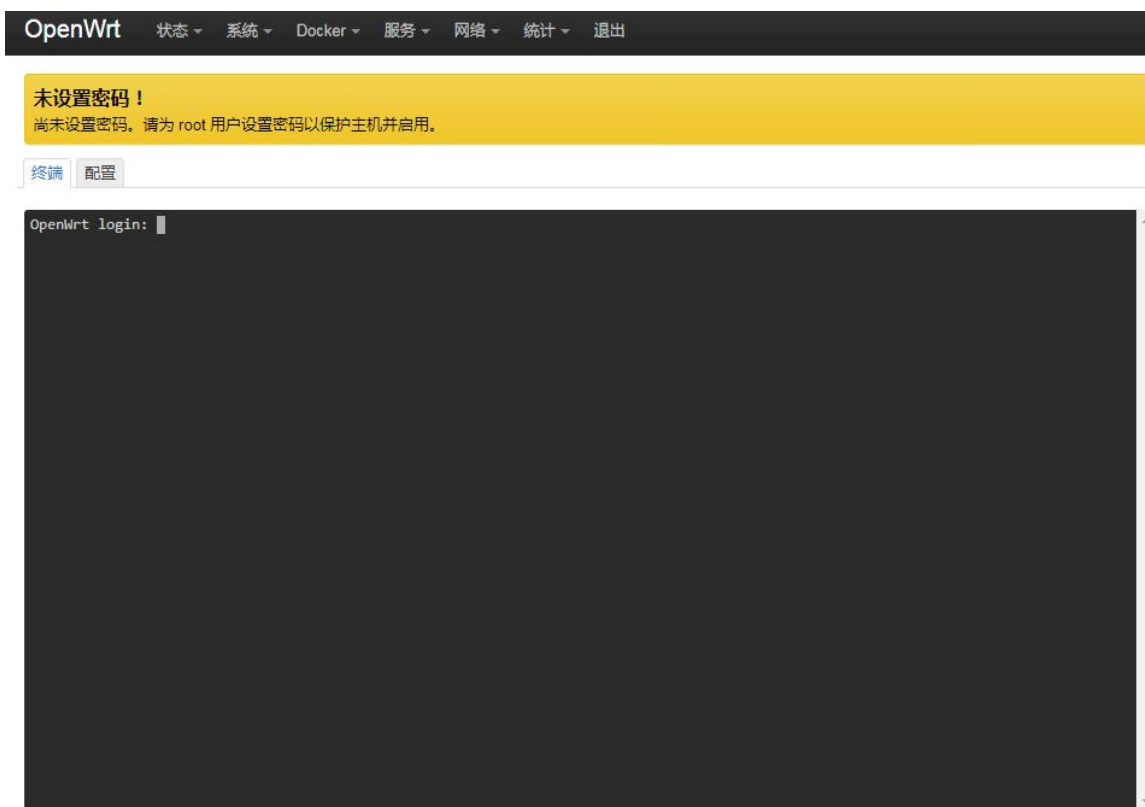 OpenWrt 状态 系统 Docker 服务 网络 统计 退出
未设置密码！
尚未设置密码。请为 root 用户设置密码以保护主机并启用。
终端 配置
OpenWrt login: